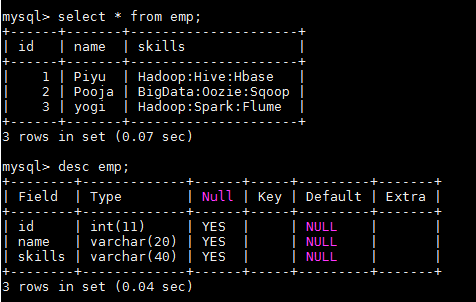 mysql> select * from emp;
+------+-------+----------------------+
| id   | name  | skills               |
+------+-------+----------------------+
|    1 | Piyu  | Hadoop:Hive:Hbase    |
|    2 | Pooja | BigData:Oozie:Sqoop |
|    3 | yogi  | Hadoop:Spark:Flume   |
+------+-------+----------------------+
3 rows in set (0.07 sec)
mysql> desc emp;
+--------+-------------+------+-----+---------+-------+
| Field  | Type        | Null | Key | Default | Extra |
+--------+-------------+------+-----+---------+-------+
| id     | int(11)     | YES  |     | NULL    |       |
| name   | varchar(20) | YES  |     | NULL    |       |
| skills | varchar(40) | YES  |     | NULL    |       |
+--------+-------------+------+-----+---------+-------+
3 rows in set (0.04 sec)